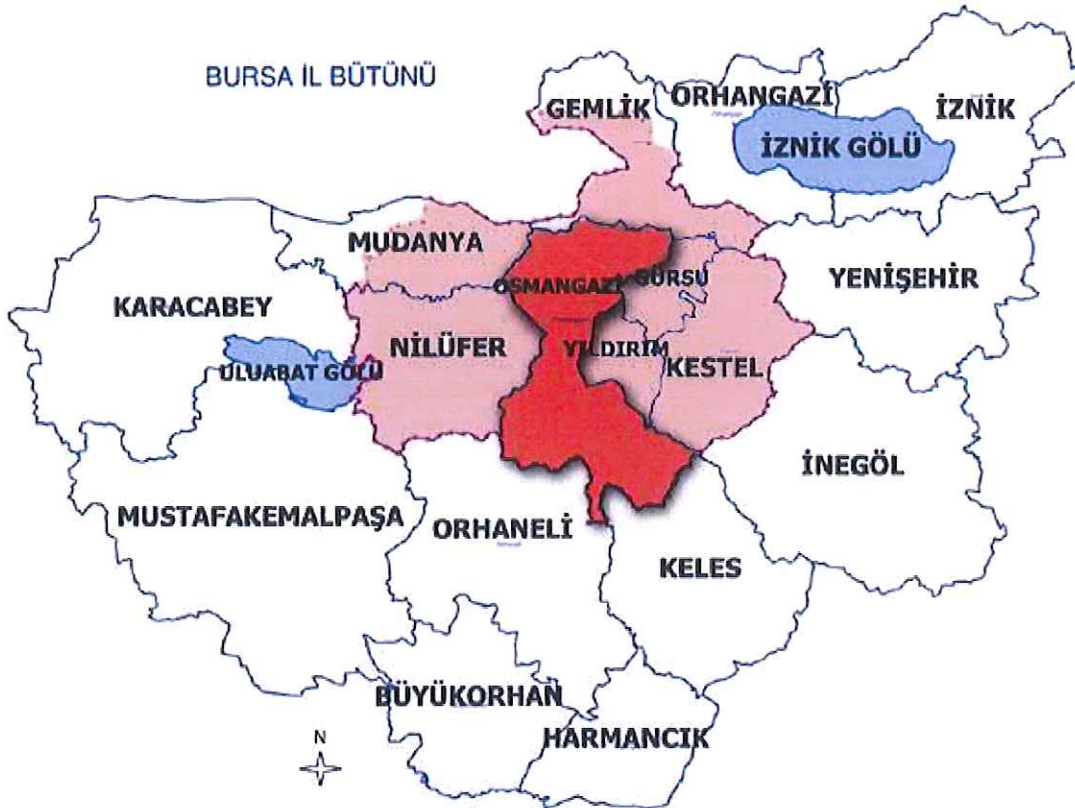 BURSA İL BÜTÜNÜ
GEMLİK
ORHANGAZİ
İZNİK
İZNİK GÖLÜ
MUDANYA
OSMANGAZİ
GÜRSU
YENİŞEHİR
KARACABEY
NİLÜFER
YILDIRIM
KESTEL
ULUABAT GÖLÜ
İNEGÖL
MUSTAFAKEMALPAŞA
ORHANELİ
KELES
BÜYÜKORHAN
HARMANCIK
N